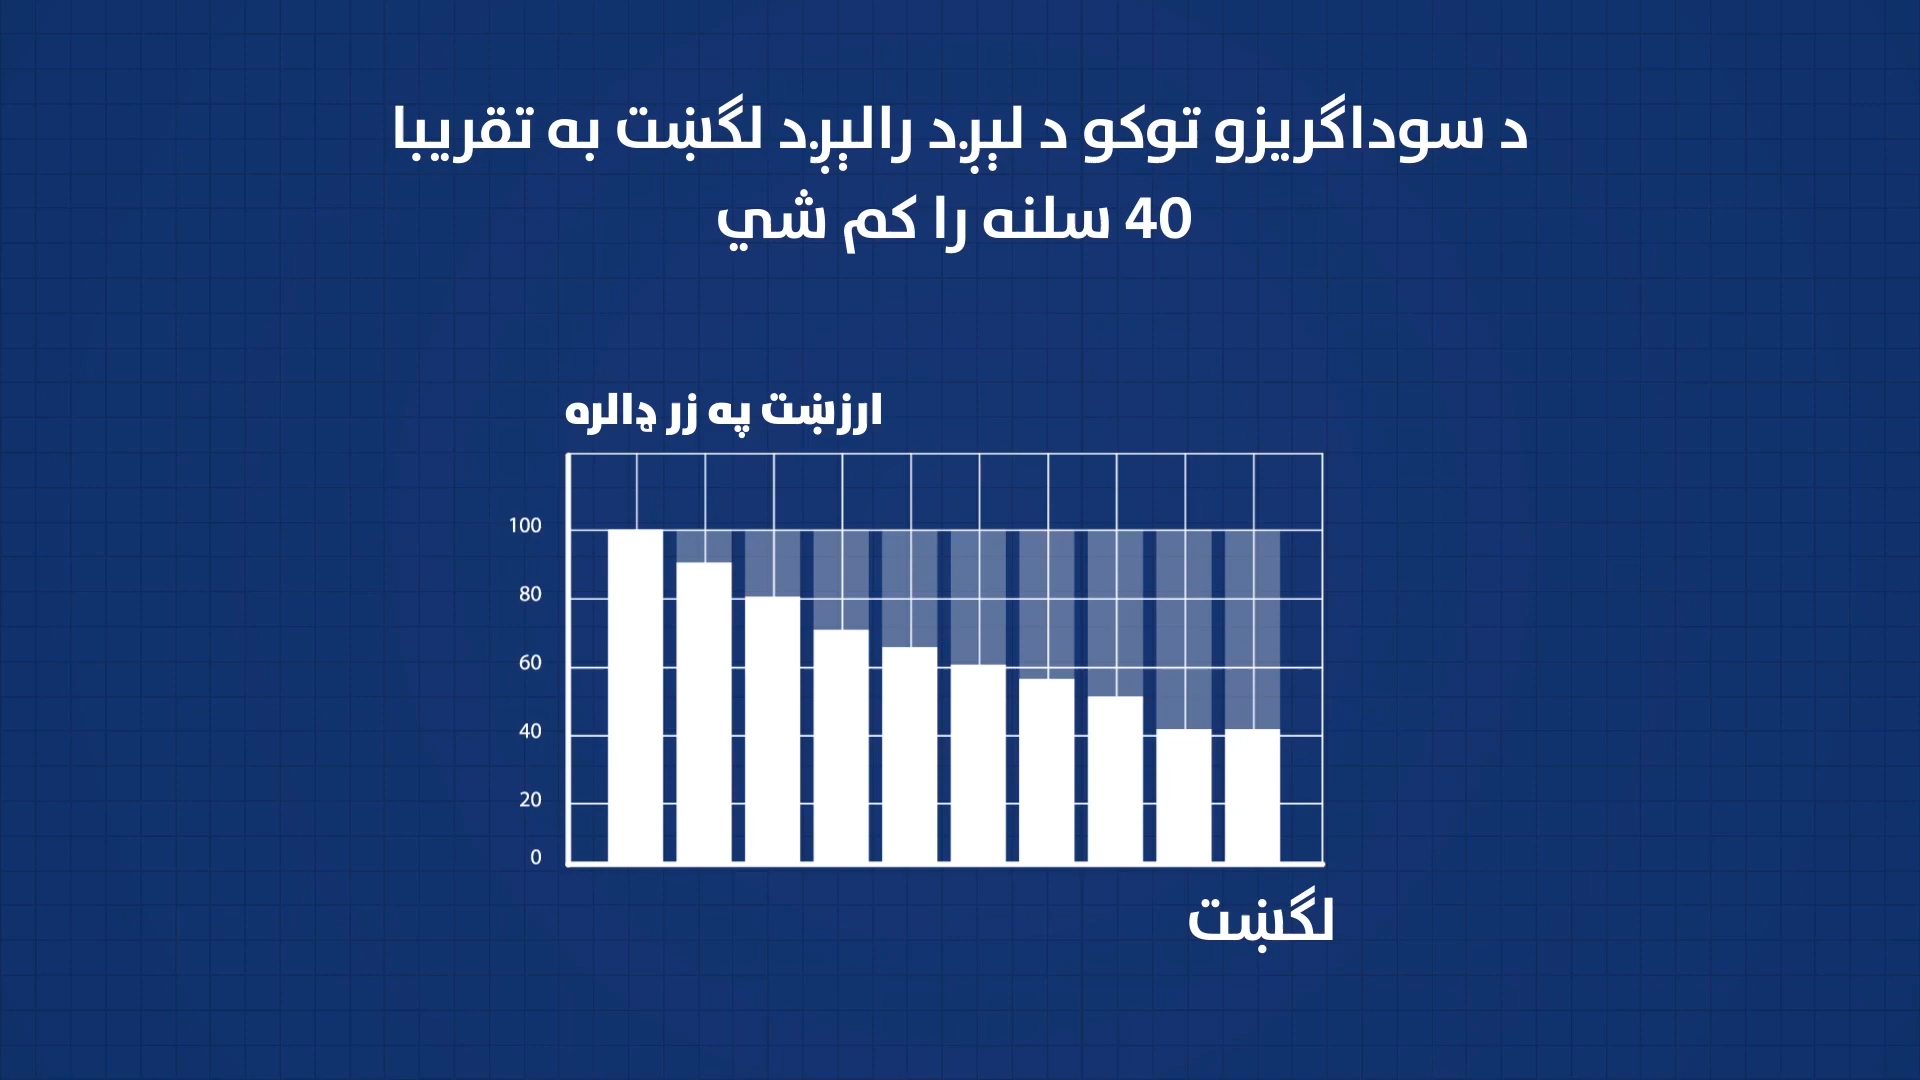 د سوداګریزو توکو د لېږد رالېږد لګښت به تقریبا
40 سلنه را کم شي
ارزښت په زر ډالره
100
80
60
40
20
0
لګښت